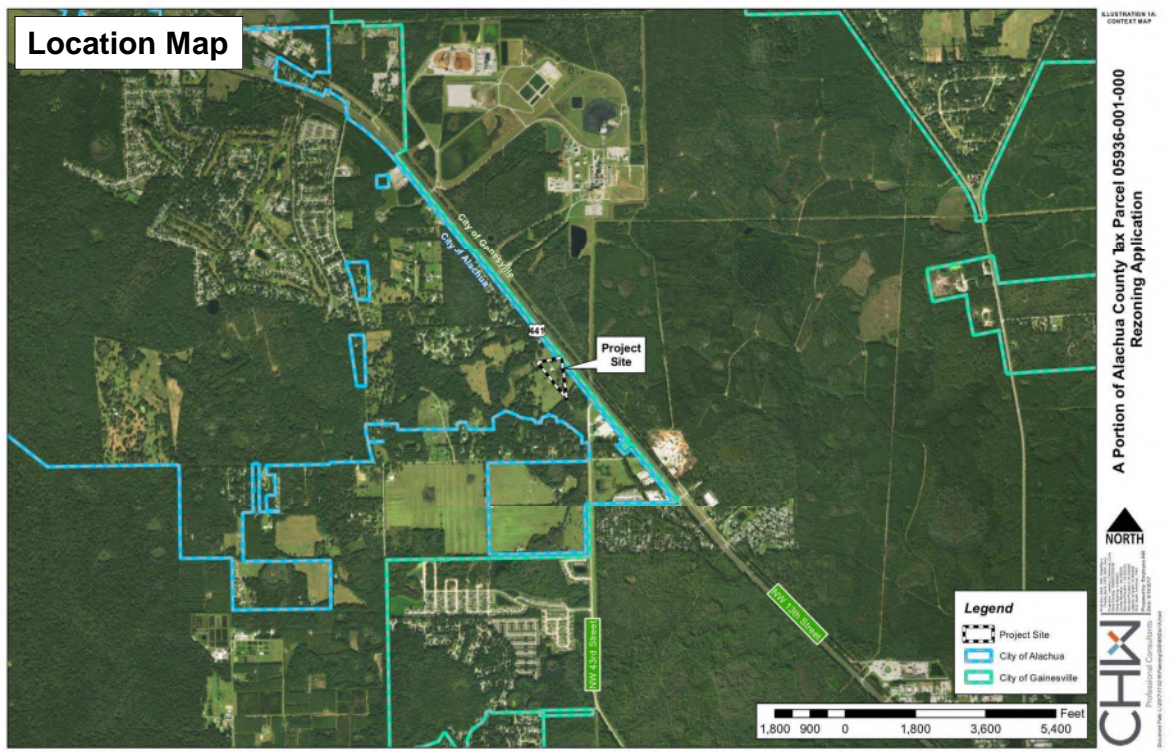 Location Map
ILLUSTRATION 1A:
CONTEXT MAP
A Portion of Alachua County Tax Parcel 05936-001-000
Rezoning Application
City of Gainesville
City of Alachua
441
Project
Site
NW 43rd Street
NW 13th Street
NORTH
Legend
Project Site
City of Alachua
City of Gainesville
Feet
1,800 900 0 1,800 3,600 5,400
CHW
Professional Consultants